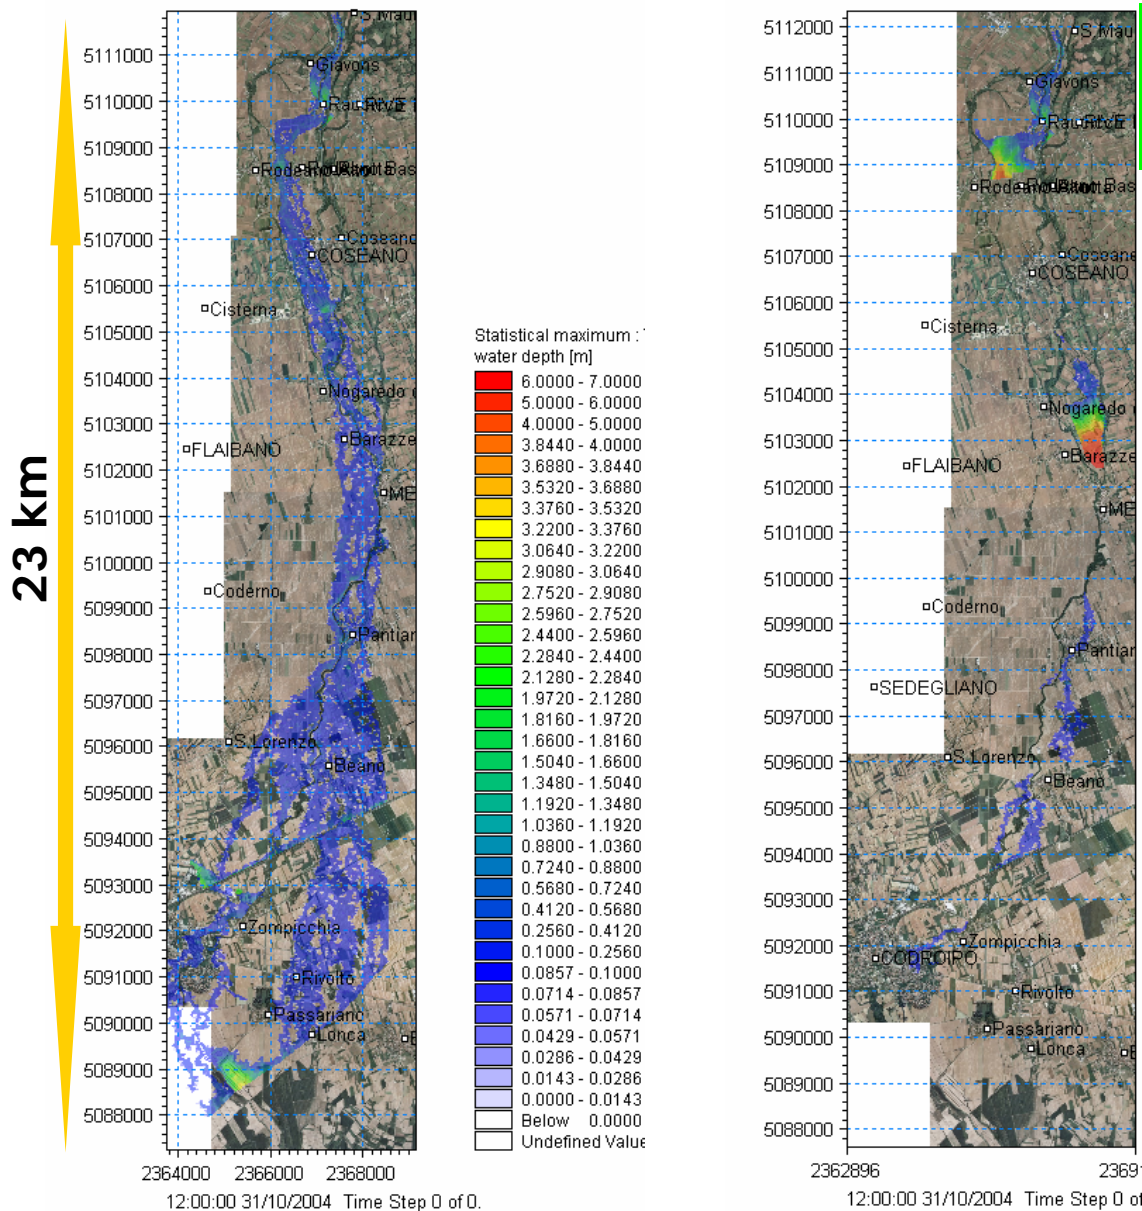 23 km
5111000
5110000
5109000
5108000
5107000
5106000
5105000
5104000
5103000
5102000
5101000
5100000
5099000
5098000
5097000
5096000
5095000
5094000
5093000
5092000
5091000
5090000
5089000
5088000
S.Mau
Giavons
Rodeano
Coseano
COSEANO
Cisterna
Nogaredo
Barazze
FLAIBANO
ME
Coderno
Pantian
S.Lorenzo
Beano
Zompicchia
Rivolto
Passariano
Lonca
2364000 2366000 2368000
12:00:00 31/10/2004 Time Step 0 of 0.
Statistical maximum :
water depth [m]
6.0000 - 7.0000
5.0000 - 6.0000
4.0000 - 5.0000
3.8440 - 4.0000
3.6880 - 3.8440
3.5320 - 3.6880
3.3760 - 3.5320
3.2200 - 3.3760
3.0640 - 3.2200
2.9080 - 3.0640
2.7520 - 2.9080
2.5960 - 2.7520
2.4400 - 2.5960
2.2840 - 2.4400
2.1280 - 2.2840
1.9720 - 2.1280
1.8160 - 1.9720
1.6600 - 1.8160
1.5040 - 1.6600
1.3480 - 1.5040
1.1920 - 1.3480
1.0360 - 1.1920
0.8800 - 1.0360
0.7240 - 0.8800
0.5680 - 0.7240
0.4120 - 0.5680
0.2560 - 0.4120
0.1000 - 0.2560
0.0857 - 0.1000
0.0714 - 0.0857
0.0571 - 0.0714
0.0429 - 0.0571
0.0286 - 0.0429
0.0143 - 0.0286
0.0000 - 0.0143
Below 0.0000
Undefined Value
5112000
5111000
5110000
5109000
5108000
5107000
5106000
5105000
5104000
5103000
5102000
5101000
5100000
5099000
5098000
5097000
5096000
5095000
5094000
5093000
5092000
5091000
5090000
5089000
5088000
S.Mau
Giavons
Rodeano
Coseano
COSEANO
Cisterna
Nogaredo
Barazze
FLAIBANO
ME
Coderno
Pantian
SEDEGLIANO
S.Lorenzo
Beano
Zompicchia
CODROIPO
Rivolto
Passariano
Lonca
2362896 2369
12:00:00 31/10/2004 Time Step 0 of